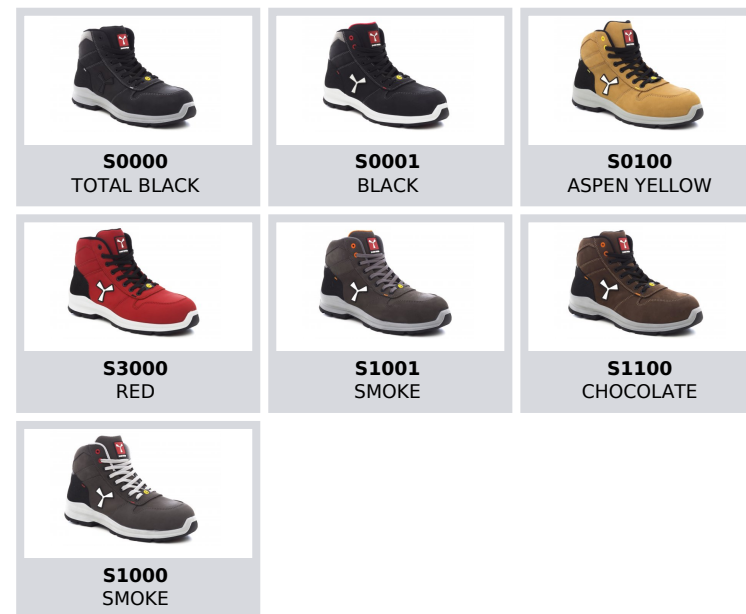 S0000
TOTAL BLACK
S0001
BLACK
S0100
ASPEN YELLOW
S3000
RED
S1001
SMOKE
S1100
CHOCOLATE
S1000
SMOKE